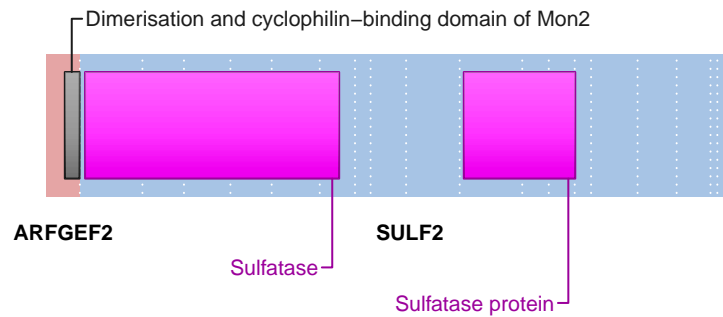 Dimerisation and cyclophilin−binding domain of Mon2
ARFGEF2
SULF2
Sulfatase
Sulfatase protein